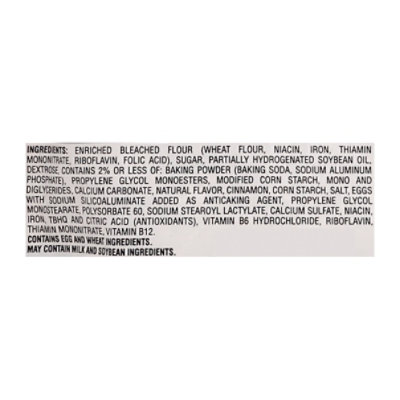 INGREDIENTS: ENRICHED BLEACHED FLOUR (WHEAT FLOUR, NIACIN, IRON, THIAMIN
MONONITRATE, RIBOFLAVIN, FOLIC ACID), SUGAR, PARTIALLY HYDROGENATED SOYBEAN OIL,
DEXTROSE. CONTAINS 2% OR LESS OF: BAKING POWDER (BAKING SODA, SODIUM ALUMINUM
PHOSPHATE), PROPYLENE GLYCOL MONOESTERS, MODIFIED CORN STARCH, MONO AND
DIGLYCERIDES, CALCIUM CARBONATE, NATURAL FLAVOR, CINNAMON, CORN STARCH, SALT, EGGS
WITH SODIUM SILICOALUMINATE ADDED AS ANTICAKING AGENT, PROPYLENE GLYCOL
MONOSTEARATE, POLYSORBATE 60, SODIUM STEAROYL LACTYLATE, CALCIUM SULFATE, NIACIN,
IRON, TBHQ AND CITRIC ACID (ANTIOXIDANTS), VITAMIN B6 HYDROCHLORIDE, RIBOFLAVIN,
THIAMIN MONONITRATE, VITAMIN B12.
CONTAINS EGG AND WHEAT INGREDIENTS.
MAY CONTAIN MILK AND SOYBEAN INGREDIENTS.